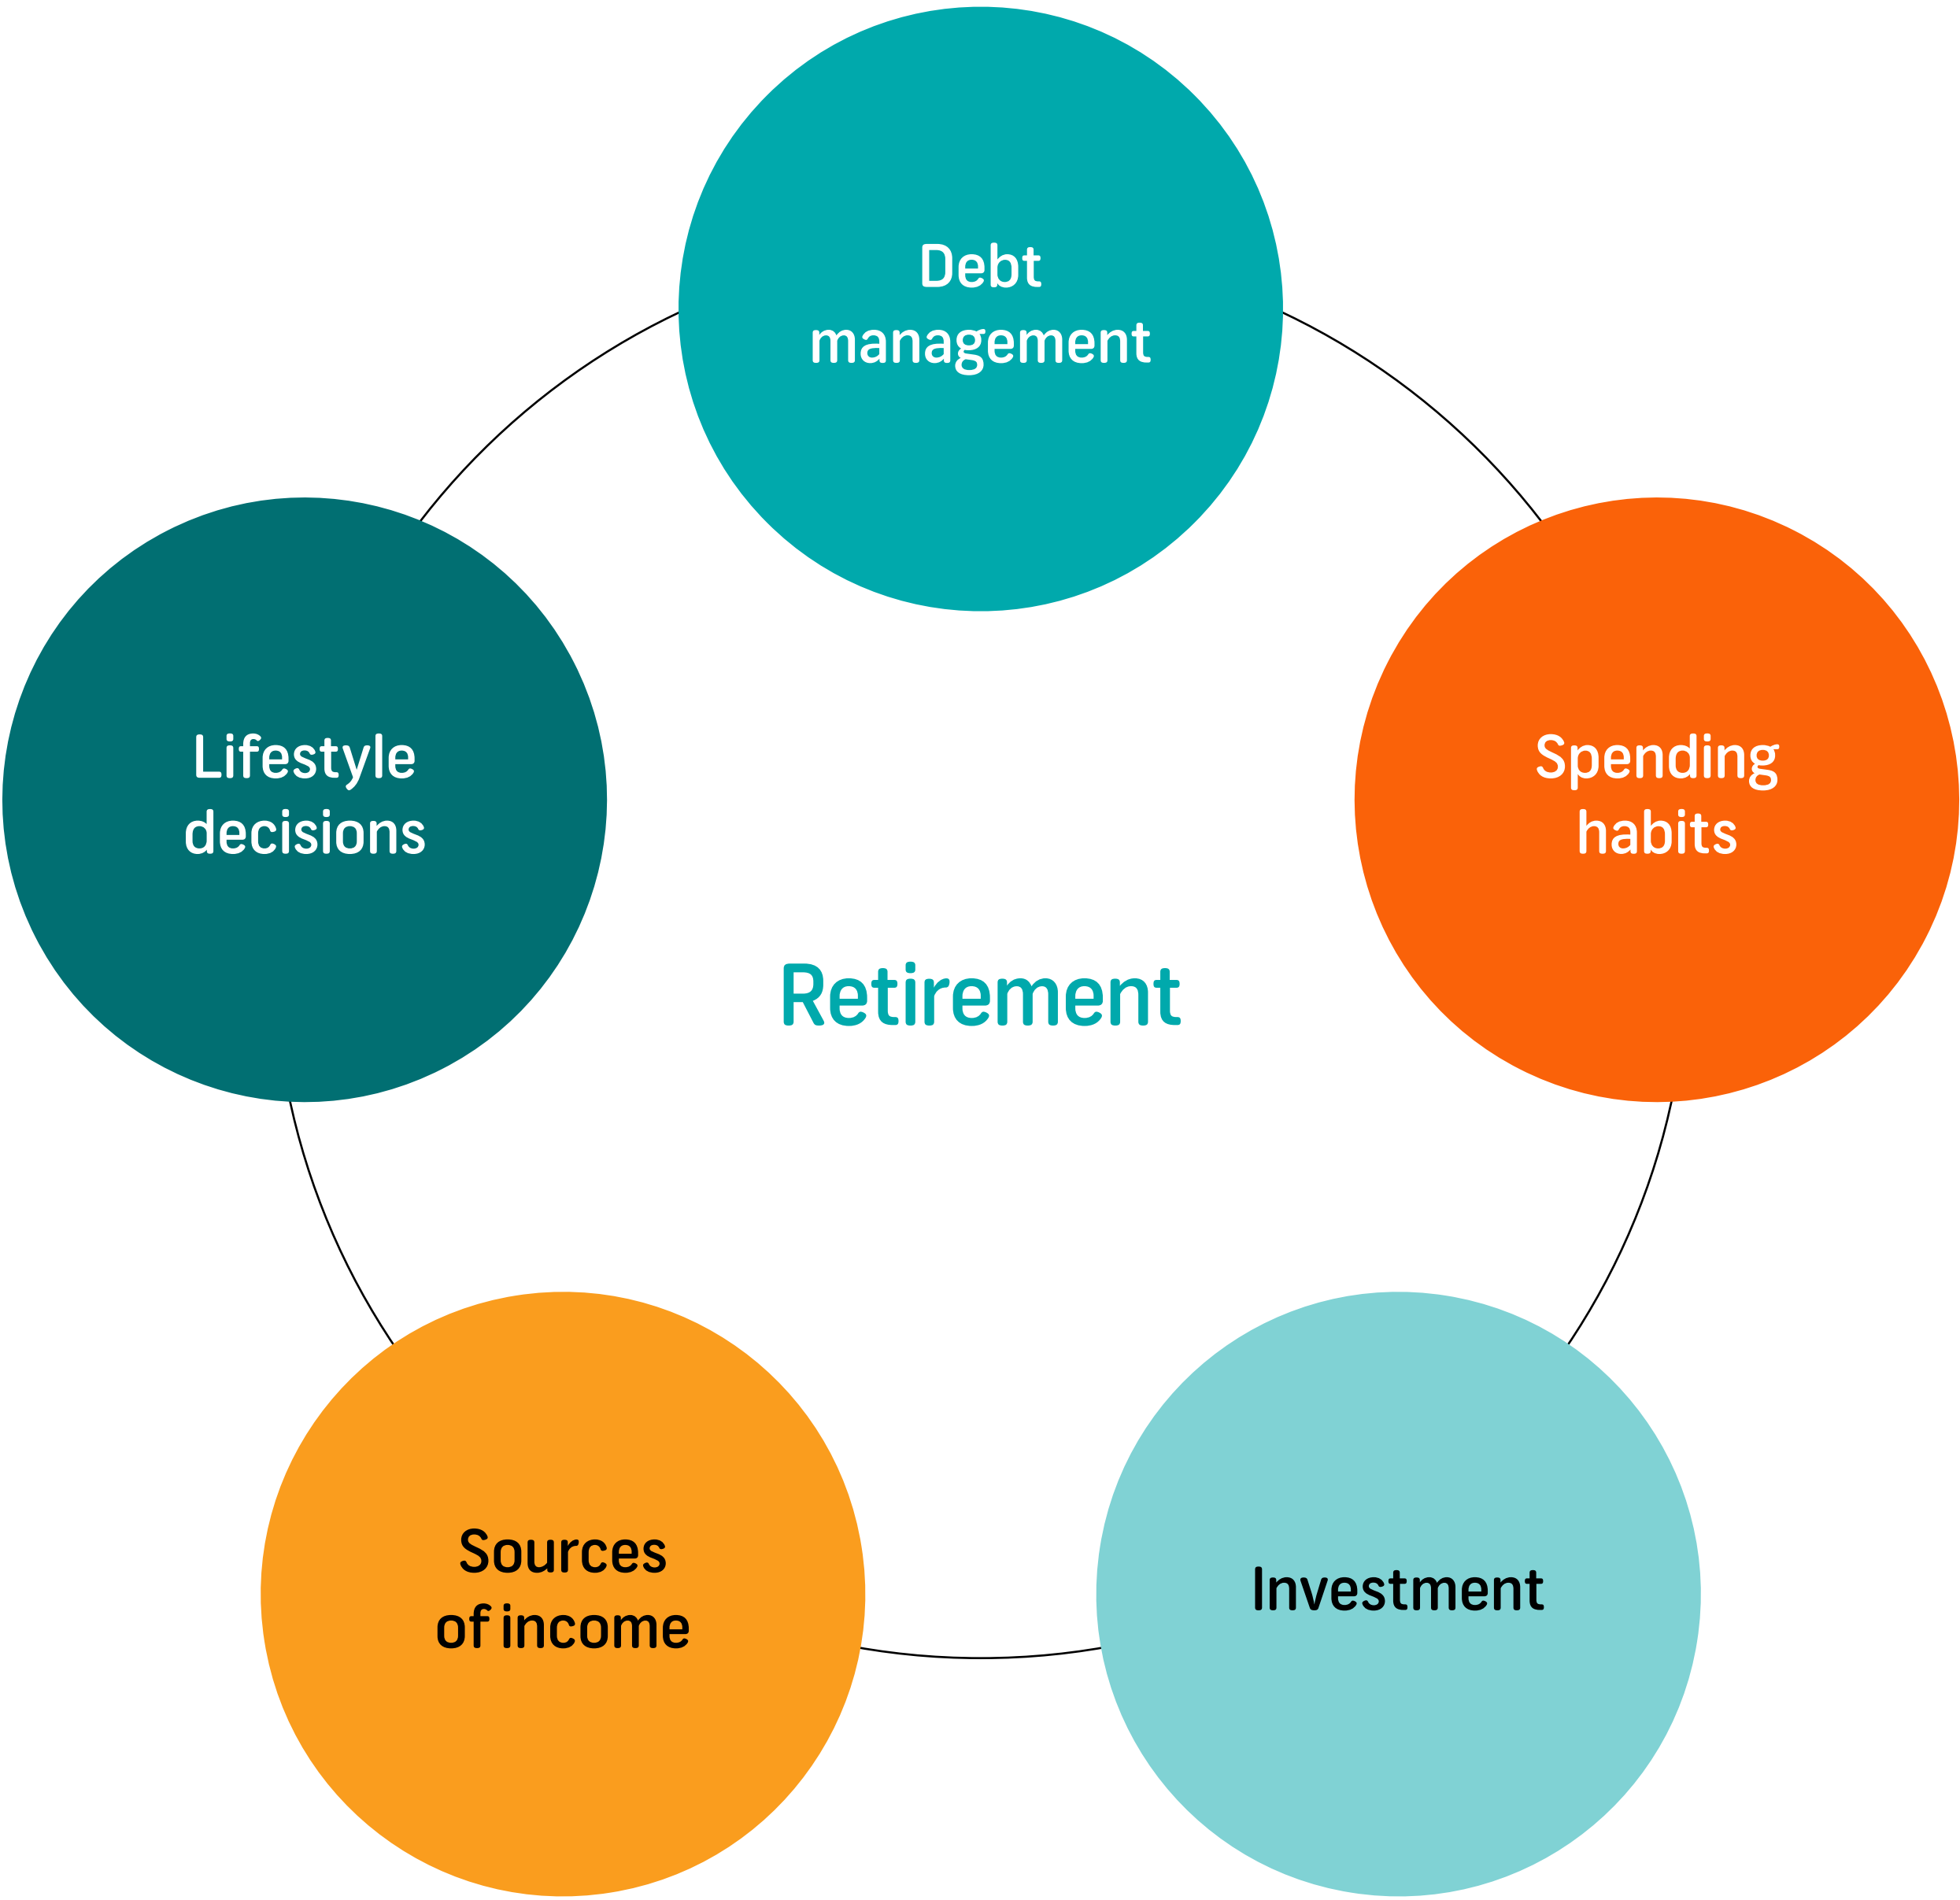 Debt
management
Lifestyle
decisions
Spending
habits
Retirement
Sources
of income
Investment